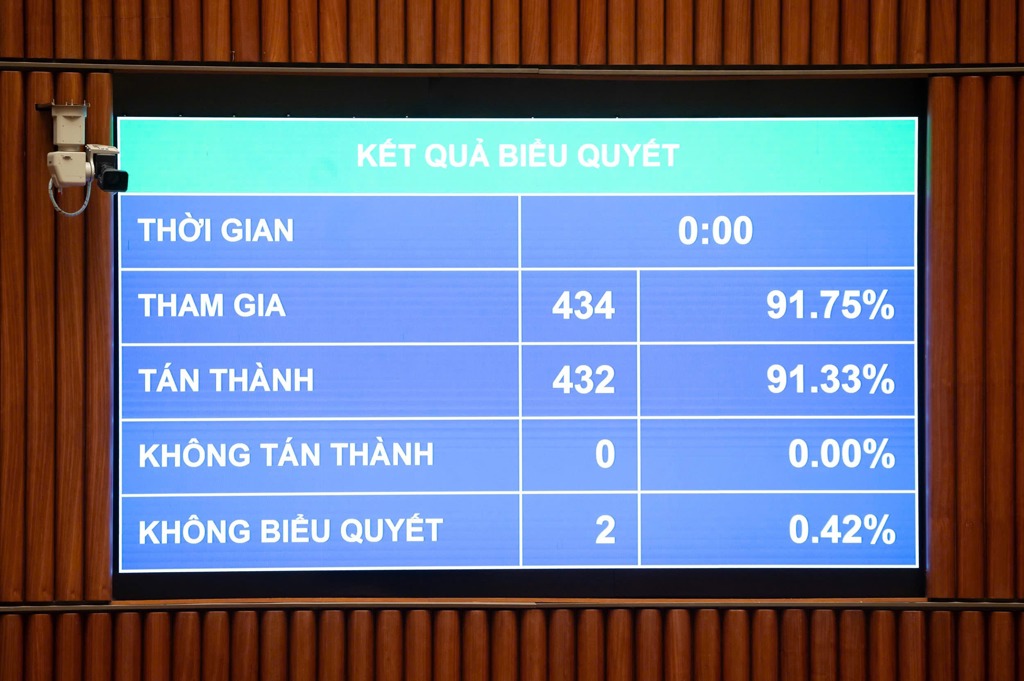 KẾT QUẢ BIỂU QUYẾT
THỜI GIAN 0:00
THAM GIA 434 91.75%
TÁN THÀNH 432 91.33%
KHÔNG TÁN THÀNH 0 0.00%
KHÔNG BIỂU QUYẾT 2 0.42%